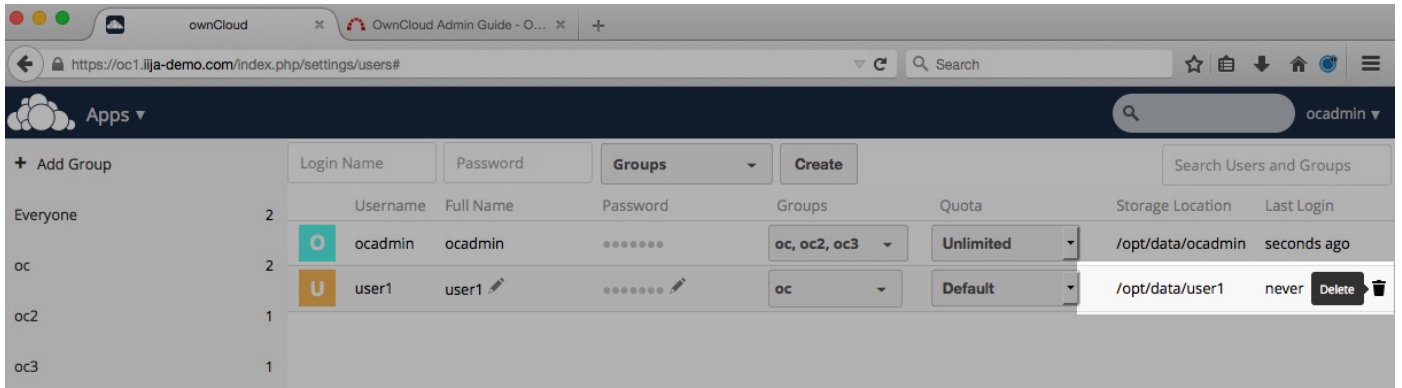 ownCloud
OwnCloud Admin Guide - O...
https://oc1.iija-demo.com/index.php/settings/users#
Search
Apps
ocadmin
+ Add Group
Login Name
Password
Groups
Create
Search Users and Groups
Username Full Name Password Groups Quota Storage Location Last Login
Everyone 2
O ocadmin ocadmin ●●●●●●● oc, oc2, oc3 Unlimited /opt/data/ocadmin seconds ago
oc 2
U user1 user1 ●●●●●●● oc Default /opt/data/user1 never Delete
oc2 1
oc3 1